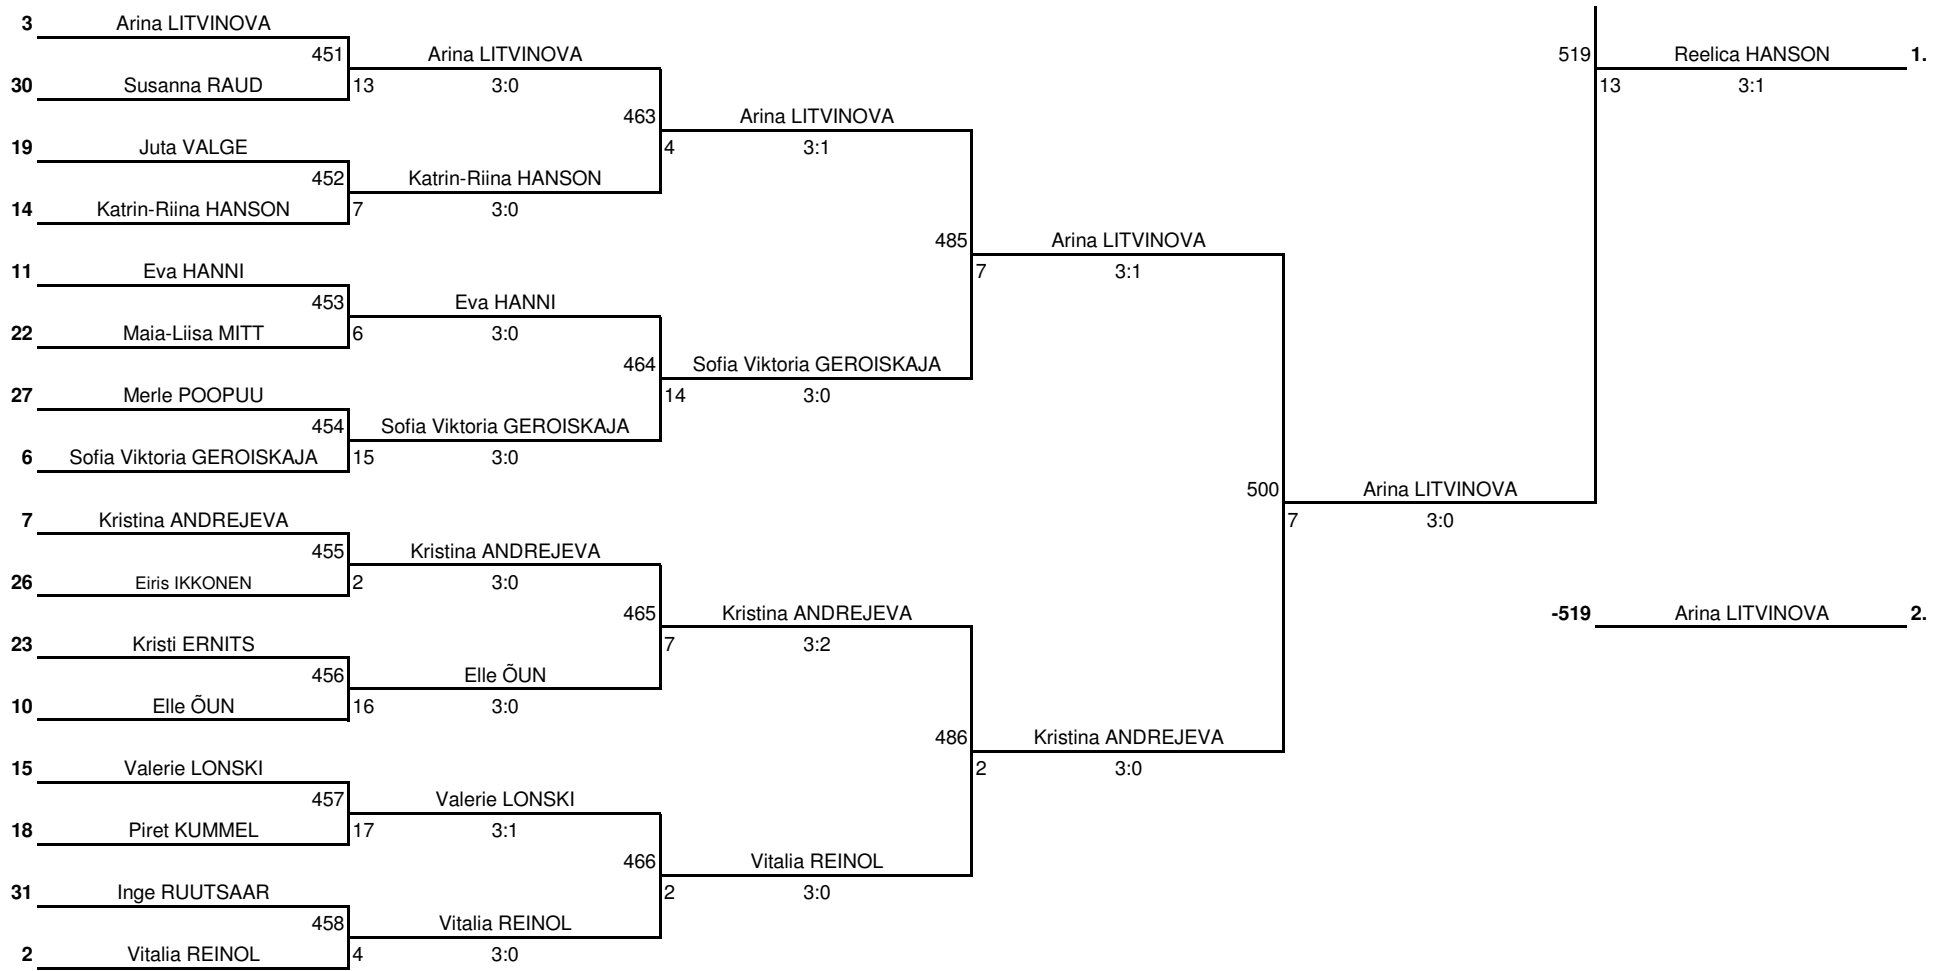 3 Arina LITVINOVA
451 Arina LITVINOVA 519 Reelica HANSON 1.
30 Susanna RAUD 13 3:0 13 3:1
463 Arina LITVINOVA
19 Juta VALGE 4 3:1
452 Katrin-Riina HANSON
14 Katrin-Riina HANSON 7 3:0
485 Arina LITVINOVA
11 Eva HANNI 7 3:1
453 Eva HANNI
22 Maia-Liisa MITT 6 3:0
464 Sofia Viktoria GEROISKAJA
27 Merle POOPUU 14 3:0
454 Sofia Viktoria GEROISKAJA
6 Sofia Viktoria GEROISKAJA 15 3:0
500 Arina LITVINOVA
7 Kristina ANDREJEVA 7 3:0
455 Kristina ANDREJEVA
26 Eiris IKKONEN 2 3:0
465 Kristina ANDREJEVA -519 Arina LITVINOVA 2.
23 Kristi ERNITS 7 3:2
456 Elle ÕUN
10 Elle ÕUN 16 3:0
486 Kristina ANDREJEVA
15 Valerie LONSKI 2 3:0
457 Valerie LONSKI
18 Piret KUMMEL 17 3:1
466 Vitalia REINOL
31 Inge RUUTSAAR 2 3:0
458 Vitalia REINOL
2 Vitalia REINOL 4 3:0